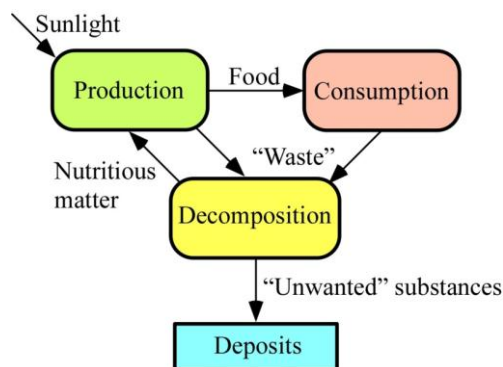 Sunlight
Production
Food
Consumption
“Waste”
Nutritious
matter
Decomposition
“Unwanted” substances
Deposits